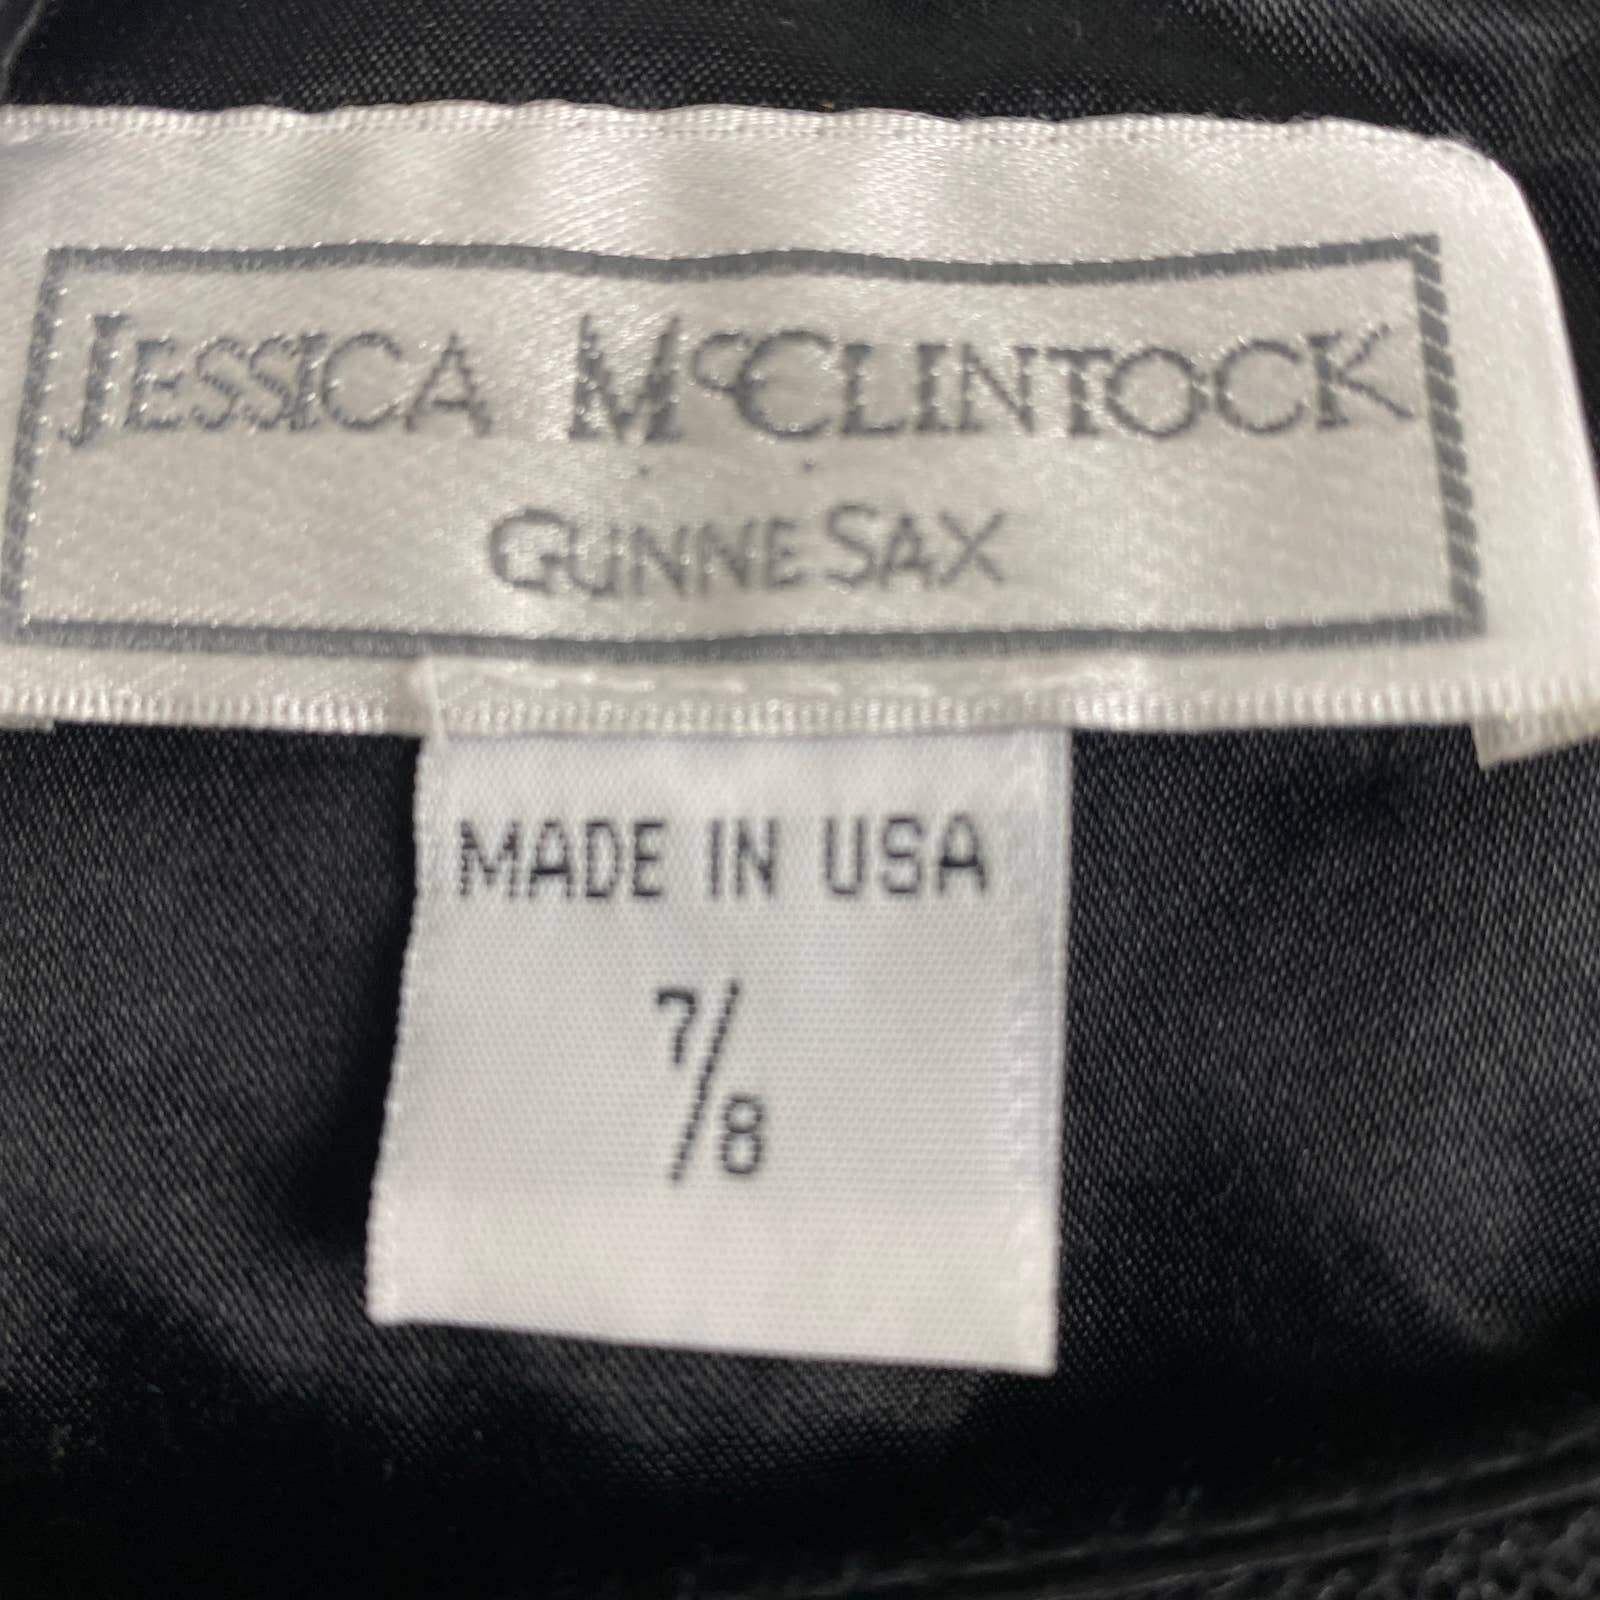 JESSICA McCLINTOCK
GUNNE SAX
MADE IN USA
7/8